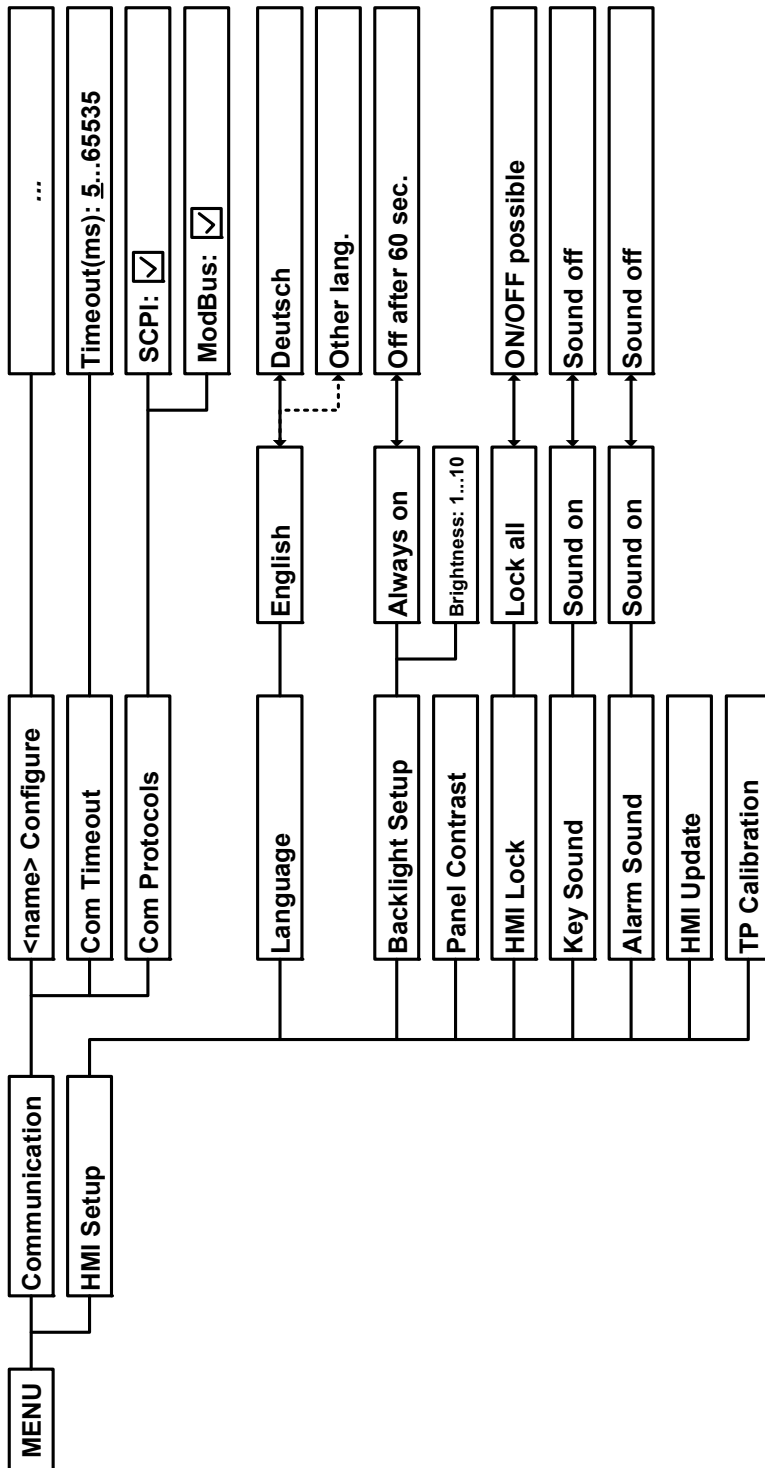 MENU
Communication
<name> Configure
...
Com Timeout
Timeout(ms): 5...65535
Com Protocols
SCPI: ☑
ModBus: ☑
HMI Setup
Language
English
Deutsch
Other lang.
Backlight Setup
Always on
Off after 60 sec.
Brightness: 1...10
Panel Contrast
HMI Lock
Lock all
ON/OFF possible
Key Sound
Sound on
Sound off
Alarm Sound
Sound on
Sound off
HMI Update
TP Calibration